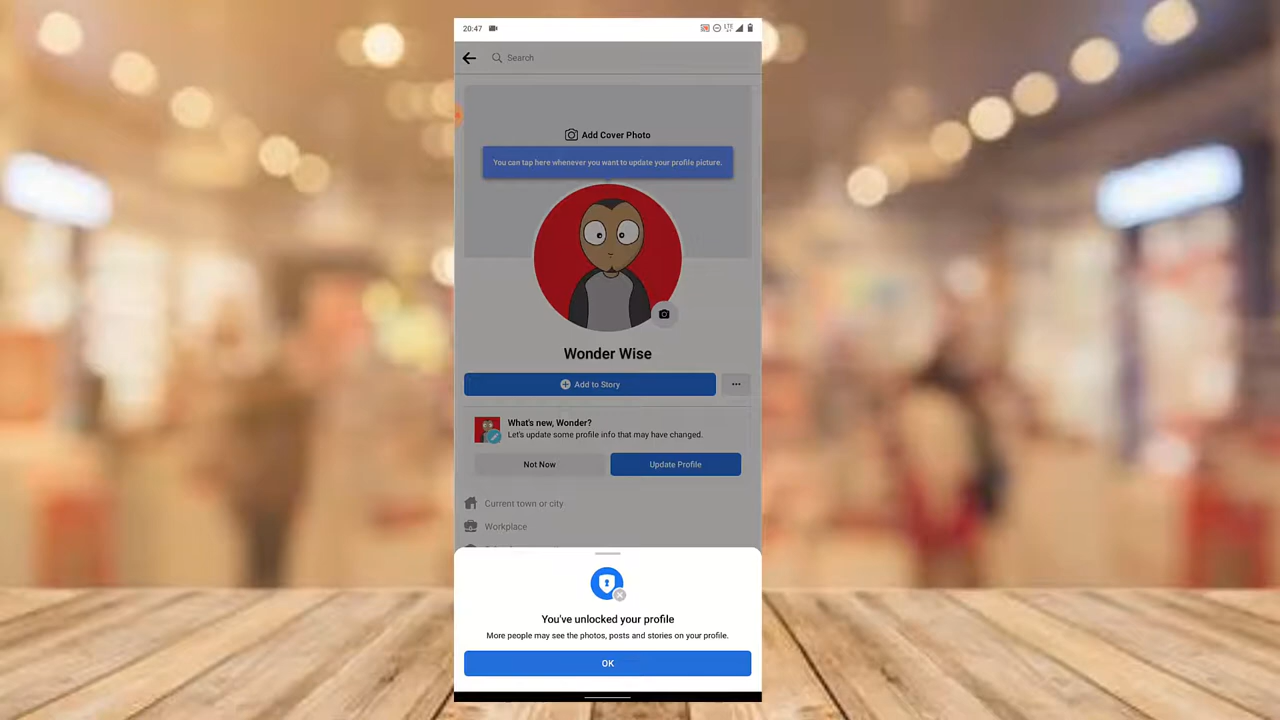 20:47
LTE
Search
Add Cover Photo
You can tap here whenever you want to update your profile picture.
Wonder Wise
Add to Story
What's new, Wonder?
Let's update some profile info that may have changed.
Not Now
Update Profile
Current town or city
Workplace
You've unlocked your profile
More people may see the photos, posts and stories on your profile.
OK